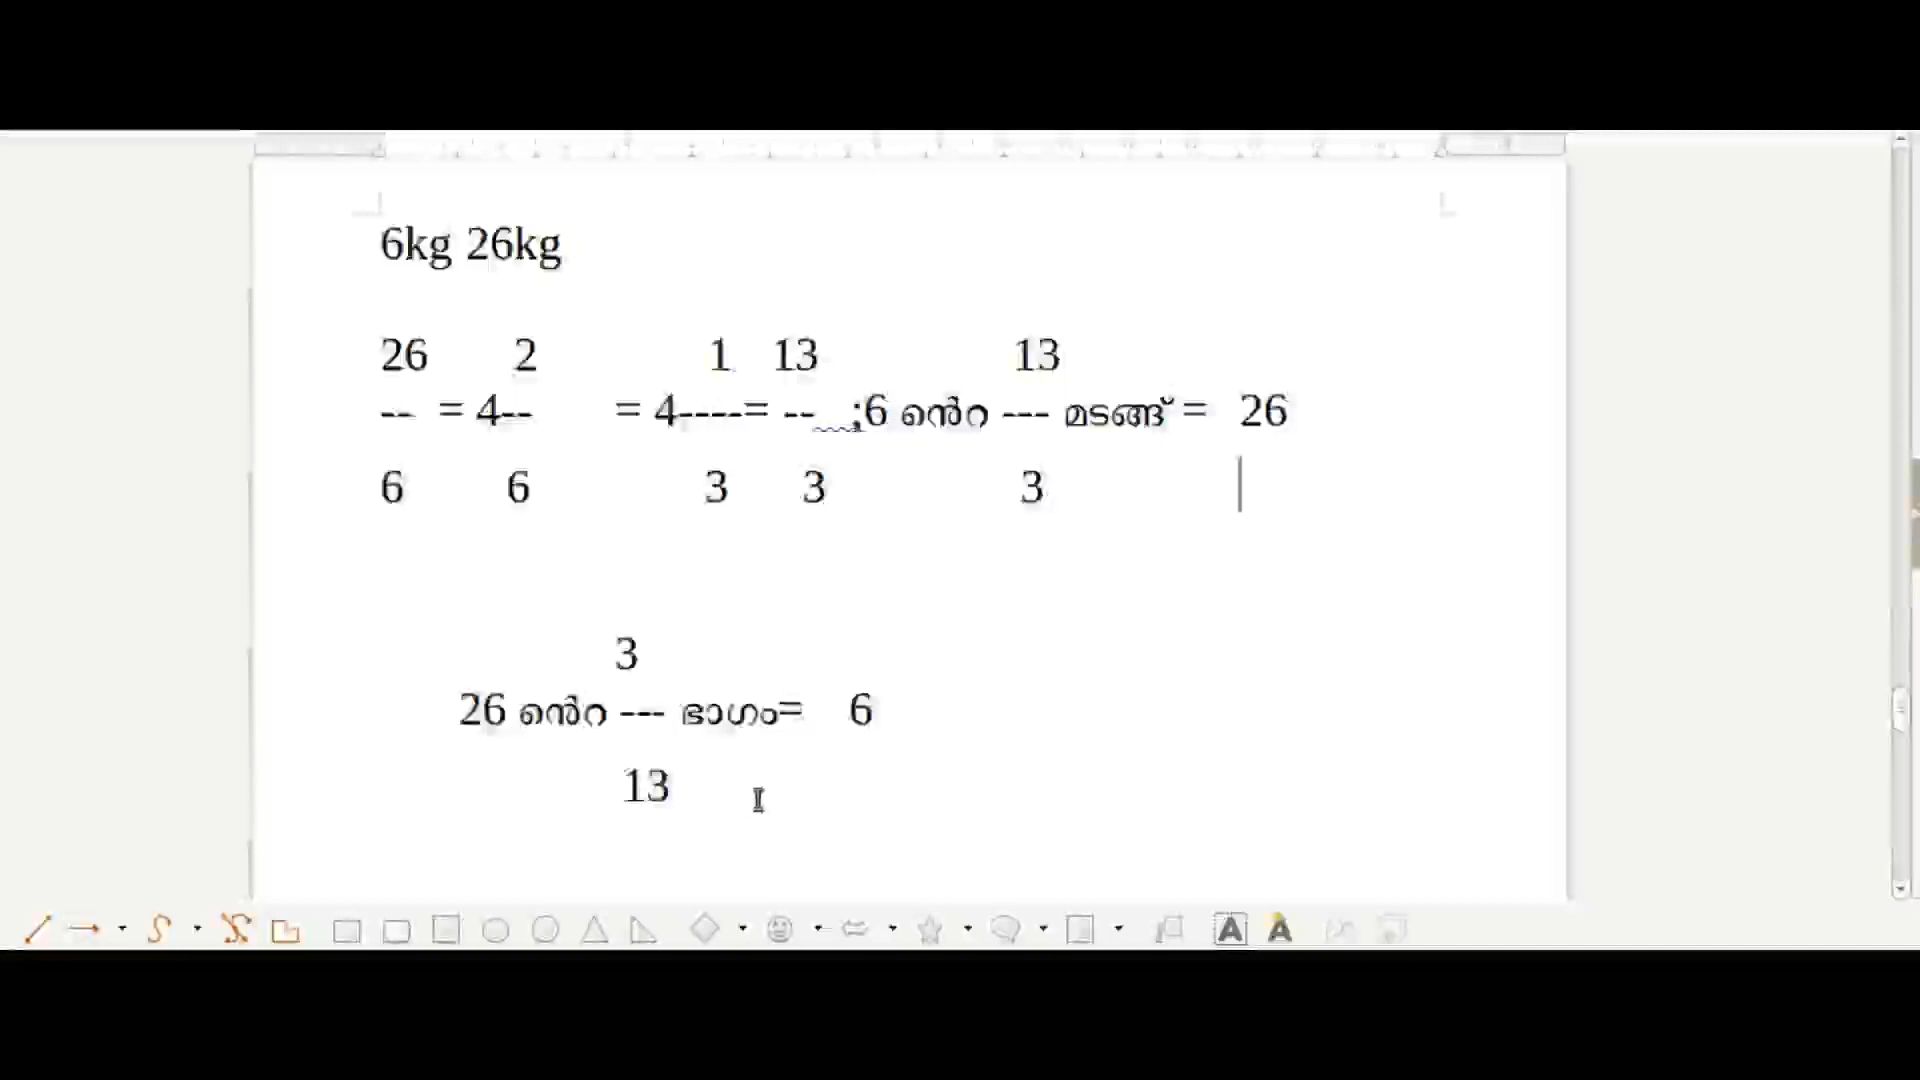 6kg 26kg
26 2 1 13 13
-- = 4-- = 4----= -- ;6 ൻെറ --- മടങ്ങ് = 26
6 6 3 3 3
3
26 ൻെറ --- ഭാഗം= 6
13